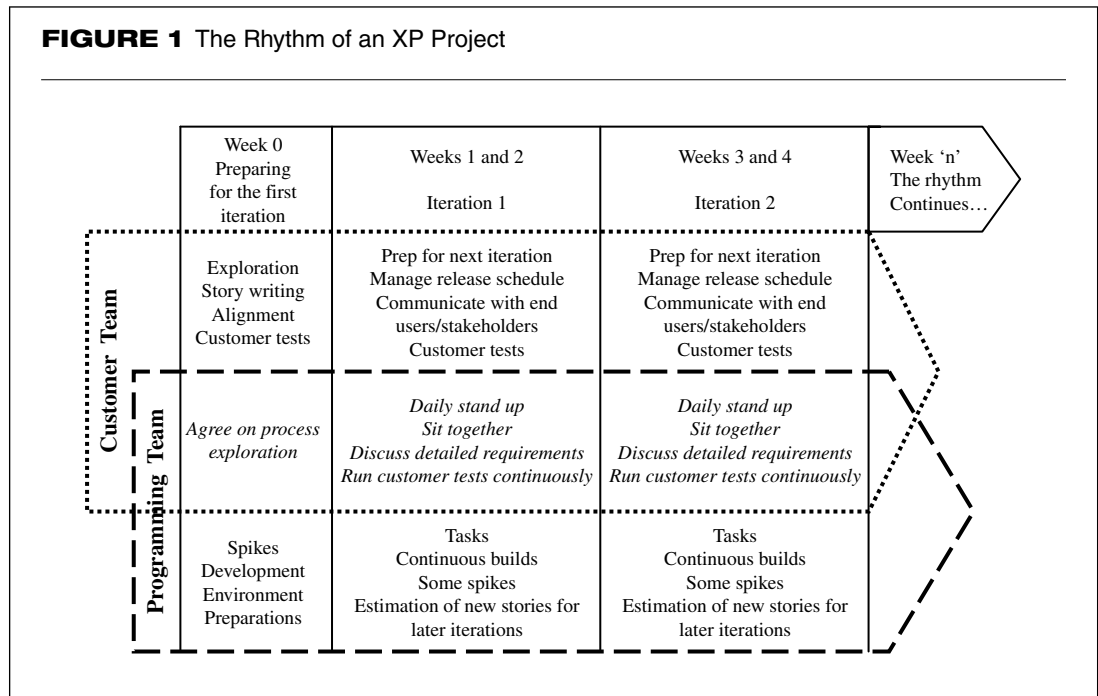 FIGURE 1 The Rhythm of an XP Project
Week 0
Preparing
for the first
iteration
Weeks 1 and 2
Iteration 1
Weeks 3 and 4
Iteration 2
Week ‘n’
The rhythm
Continues…
Customer Team
Exploration
Story writing
Alignment
Customer tests
Prep for next iteration
Manage release schedule
Communicate with end
users/stakeholders
Customer tests
Prep for next iteration
Manage release schedule
Communicate with end
users/stakeholders
Customer tests
Programming Team
Agree on process
exploration
Daily stand up
Sit together
Discuss detailed requirements
Run customer tests continuously
Daily stand up
Sit together
Discuss detailed requirements
Run customer tests continuously
Spikes
Development
Environment
Preparations
Tasks
Continuous builds
Some spikes
Estimation of new stories for
later iterations
Tasks
Continuous builds
Some spikes
Estimation of new stories for
later iterations